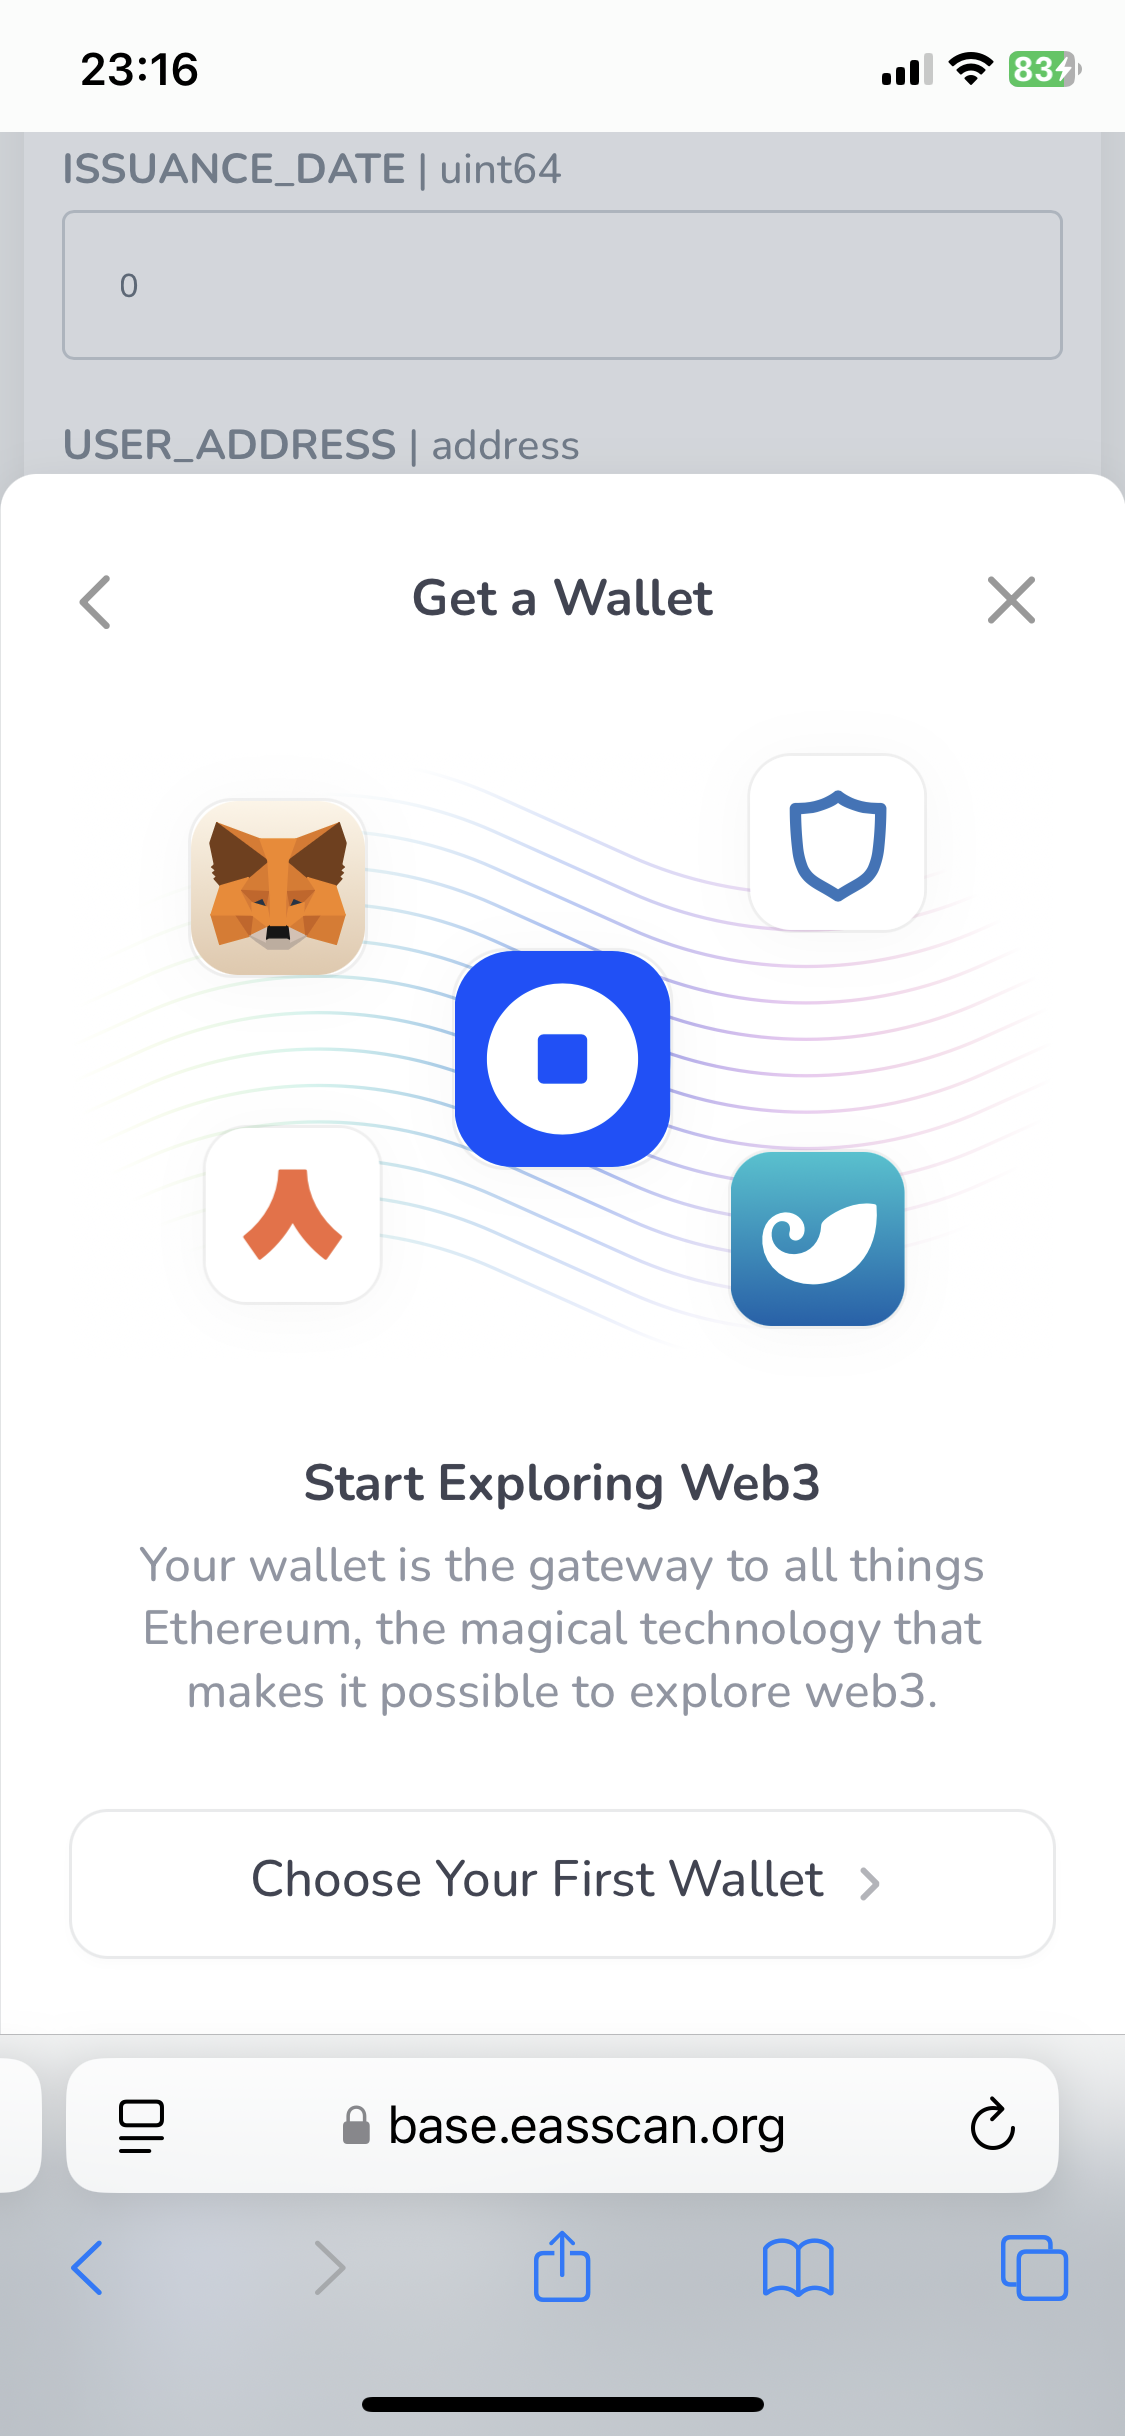 23:16
83
ISSUANCE_DATE | uint64
0
USER_ADDRESS | address
Get a Wallet
Start Exploring Web3
Your wallet is the gateway to all things
Ethereum, the magical technology that
makes it possible to explore web3.
Choose Your First Wallet
base.easscan.org